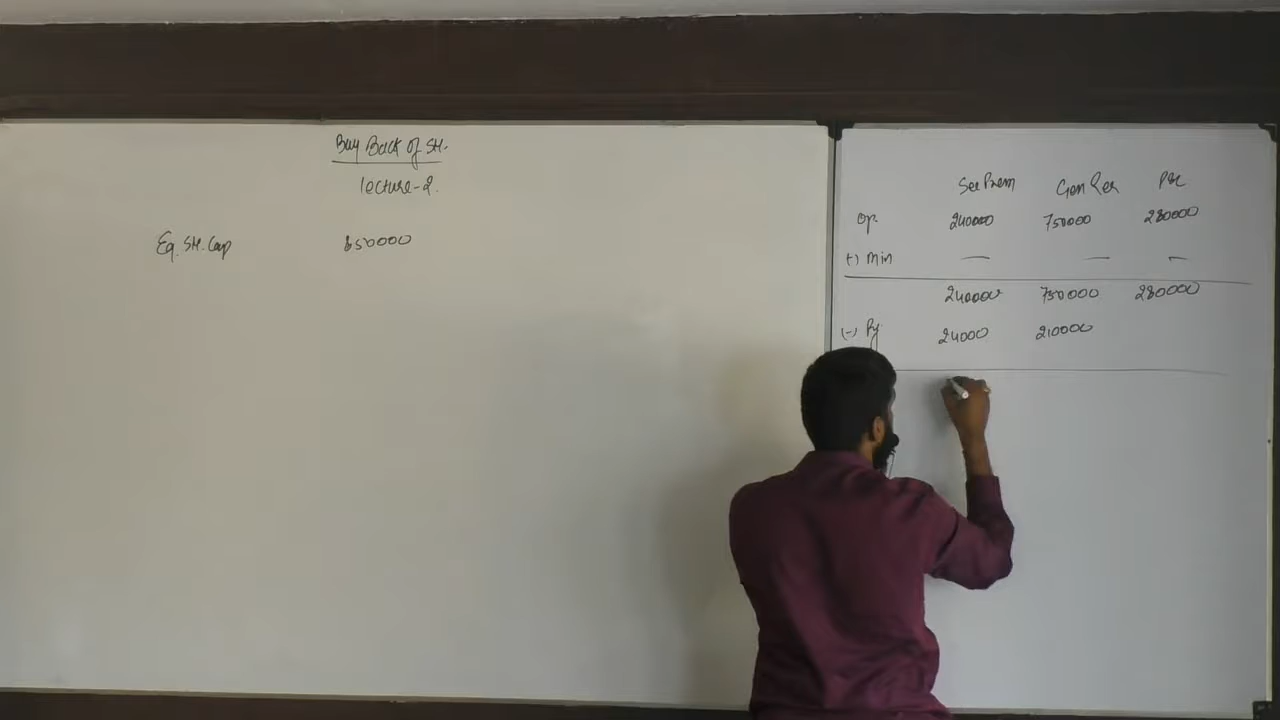 Buy Back of SH.
lecture-2.
Eq. SH. Cap 850000
Sec Prem Gen Res P&L
Op. 240000 750000 280000
(+) Min — — —
240000 750000 280000
(-) 24000 210000